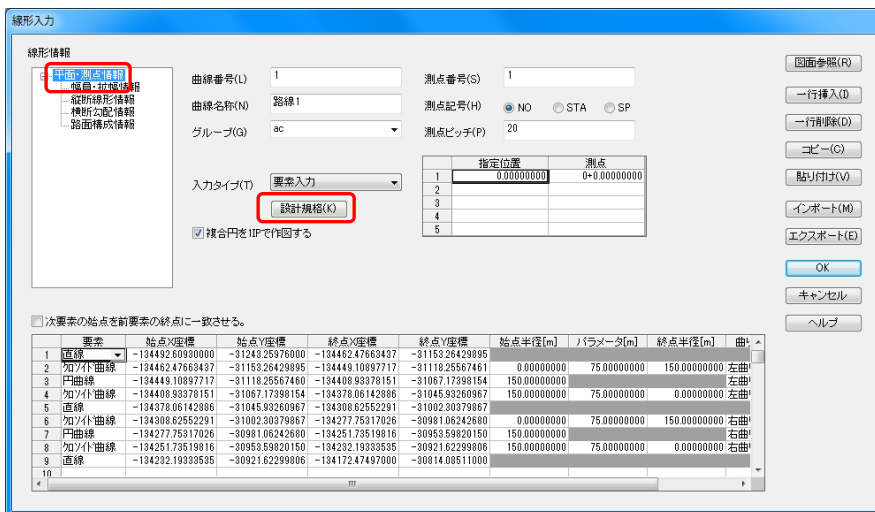 線形入力
線形情報
平面・測点情報
幅員・拡幅情報
縦断線形情報
横断勾配情報
路面構成情報
曲線番号(L) 1
曲線名称(N) 路線1
グループ(G) ac
入力タイプ(T) 要素入力
設計規格(K)
複合円を1IPで作図する
測点番号(S) 1
測点記号(H) NO STA SP
測点ピッチ(P) 20
指定位置 測点
1 0.00000000 0+0.00000000
2
3
4
5
図面参照(R)
一行挿入(I)
一行削除(D)
コピー(C)
貼り付け(V)
インポート(M)
エクスポート(E)
OK
キャンセル
ヘルプ
次要素の始点を前要素の終点に一致させる。
要素 始点X座標 始点Y座標 終点X座標 終点Y座標 始点半径[m] パラメータ[m] 終点半径[m] 曲
1 直線 -134492.60930000 -31243.25976000 -134462.47663437 -31153.26429895
2 クロソイド曲線 -134462.47663437 -31153.26429895 -134449.10897717 -31118.25567461 0.00000000 75.00000000 150.00000000 左曲
3 円曲線 -134449.10897717 -31118.25567460 -134408.93378151 -31067.17398154 150.00000000 左曲
4 クロソイド曲線 -134408.93378151 -31067.17398154 -134378.06142886 -31045.93260967 150.00000000 75.00000000 0.00000000 左曲
5 直線 -134378.06142886 -31045.93260967 -134308.62552291 -31002.30379867
6 クロソイド曲線 -134308.62552291 -31002.30379867 -134277.75317026 -30981.06242680 0.00000000 75.00000000 150.00000000 右曲
7 円曲線 -134277.75317026 -30981.06242680 -134251.73519816 -30953.59820150 150.00000000 右曲
8 クロソイド曲線 -134251.73519816 -30953.59820150 -134232.19333535 -30921.62299806 150.00000000 75.00000000 0.00000000 右曲
9 直線 -134232.19333535 -30921.62299806 -134172.47497000 -30814.08511000
10